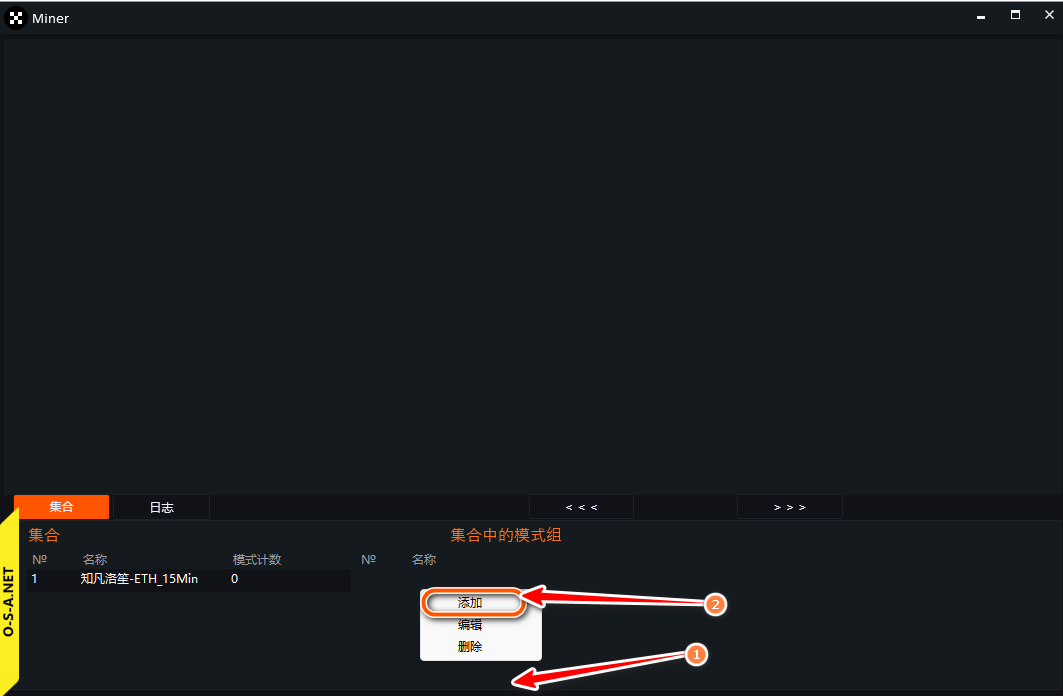 Miner
集合 日志 < < < > > >
集合 集合中的模式组
№ 名称 模式计数 № 名称
1 知凡洛笙-ETH_15Min 0
添加
2
编辑
删除
1
O-S-A.NET